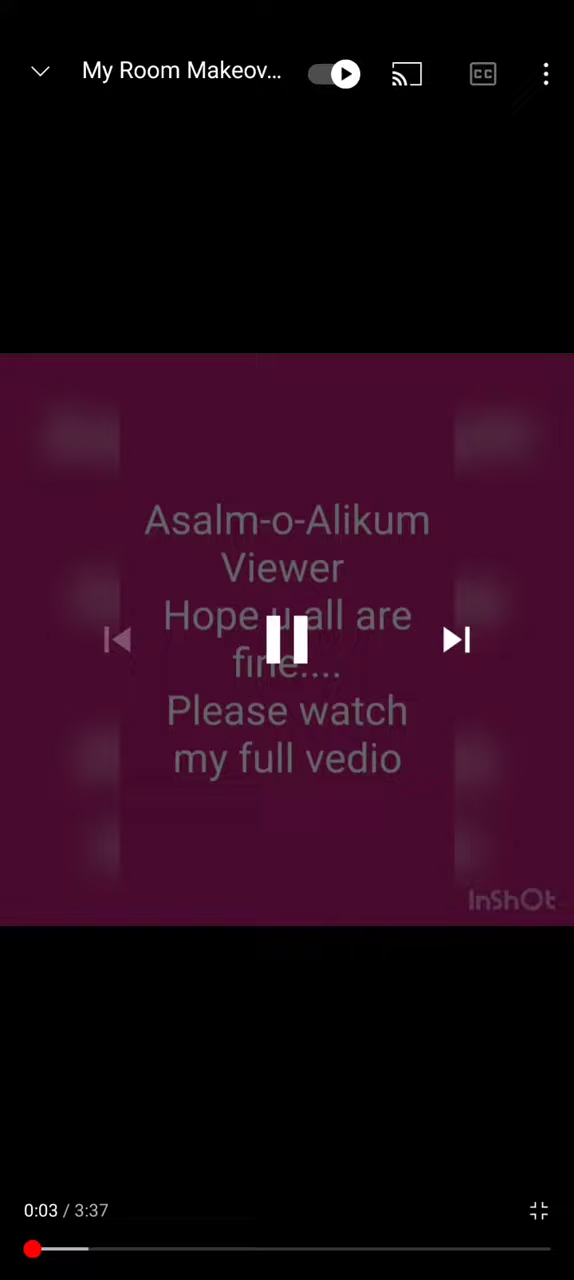 My Room Makeov...
CC
Asalm-o-Alikum
Viewer
Hope u all are
fine....
Please watch
my full vedio
InShOt
0:03 / 3:37